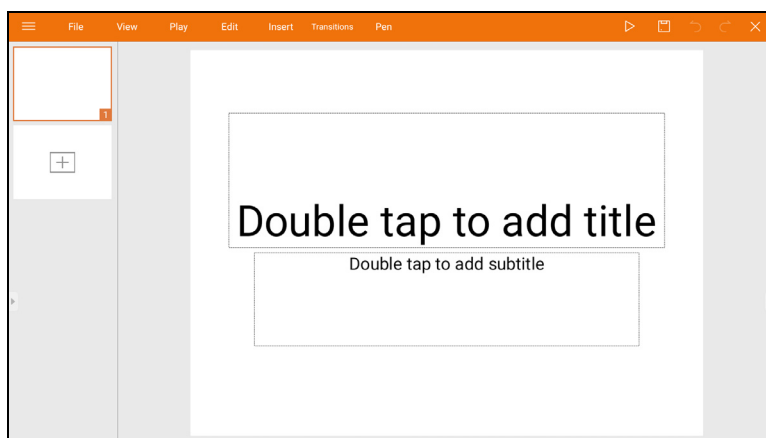 File View Play Edit Insert Transitions Pen
1
Double tap to add title
Double tap to add subtitle